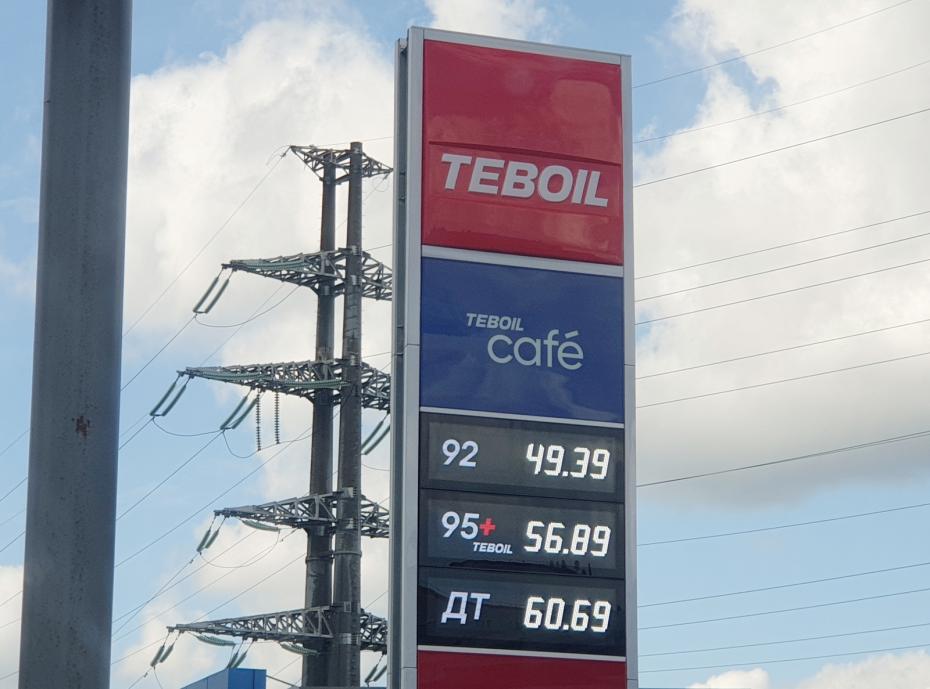 TEBOIL
TEBOIL
café
92 49.39
95+ TEBOIL 56.89
ДТ 60.69